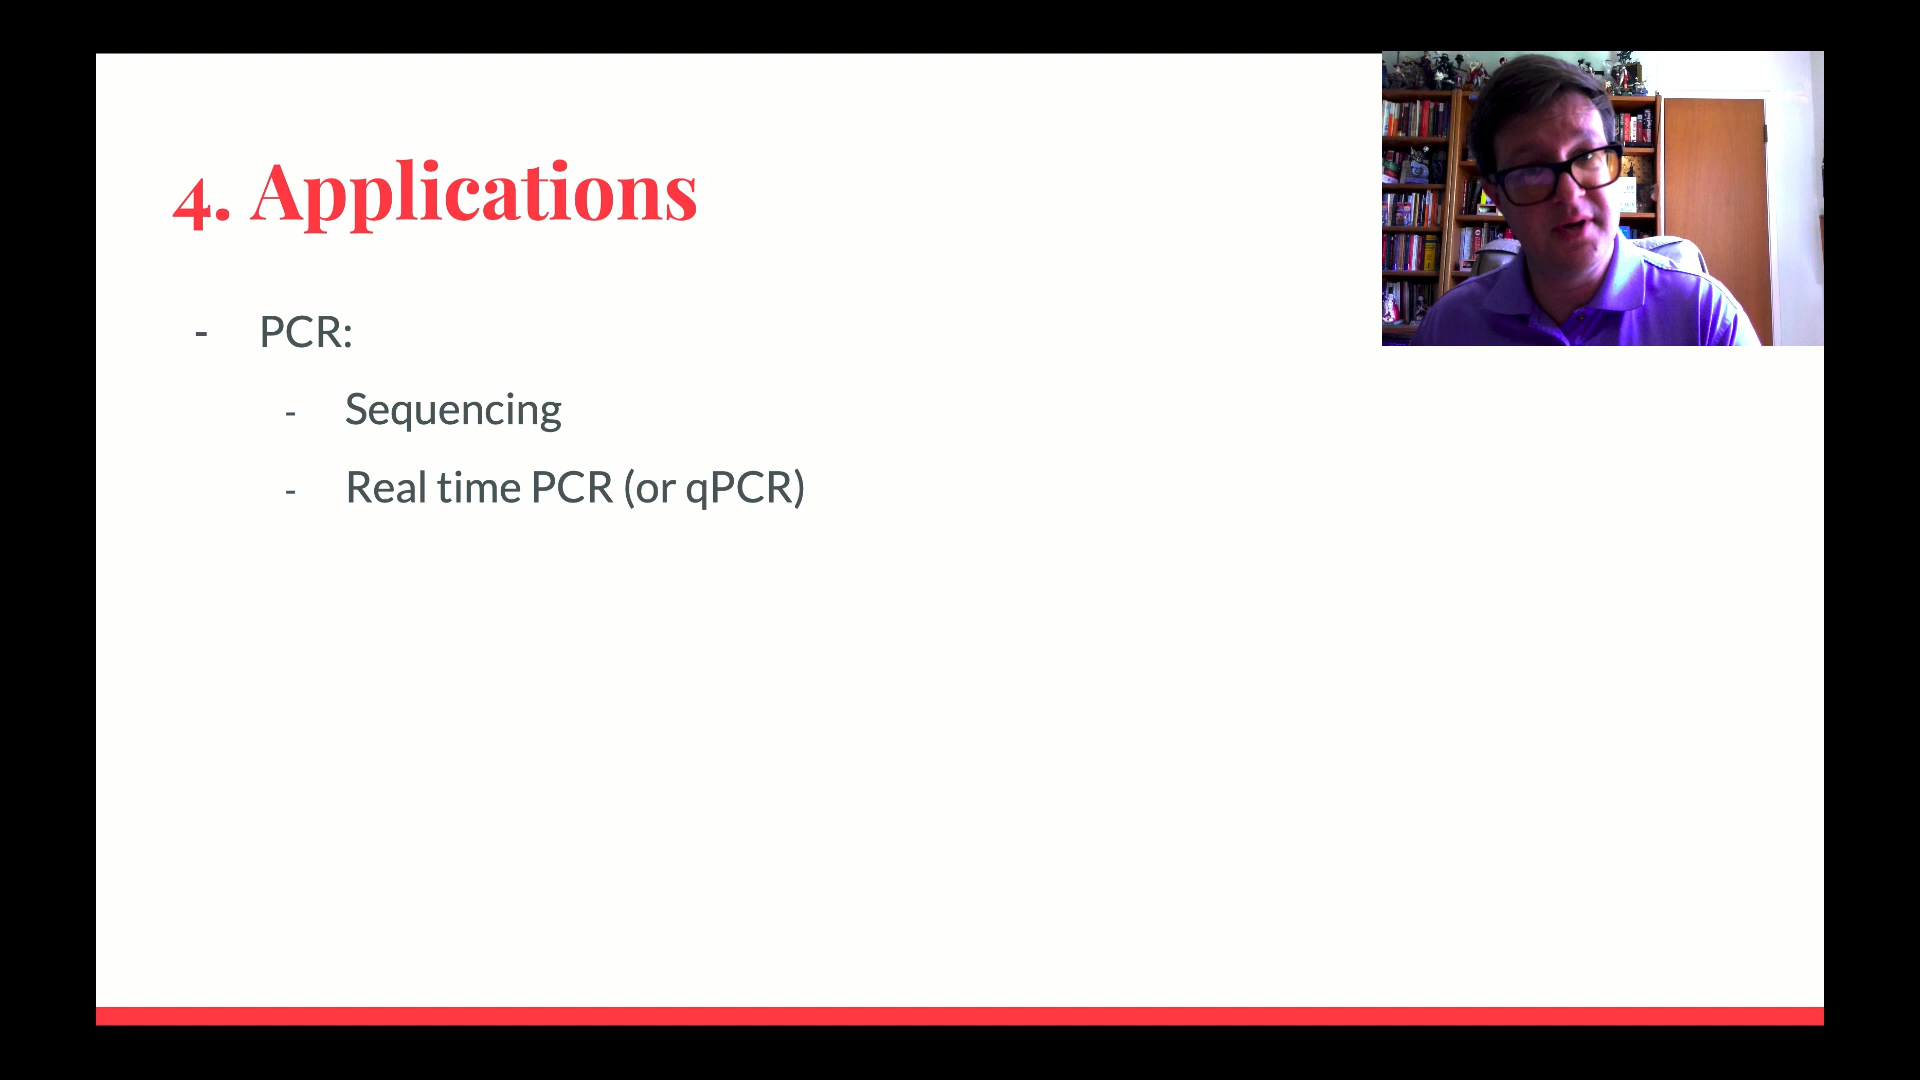 4. Applications
- PCR:
- Sequencing
- Real time PCR (or qPCR)